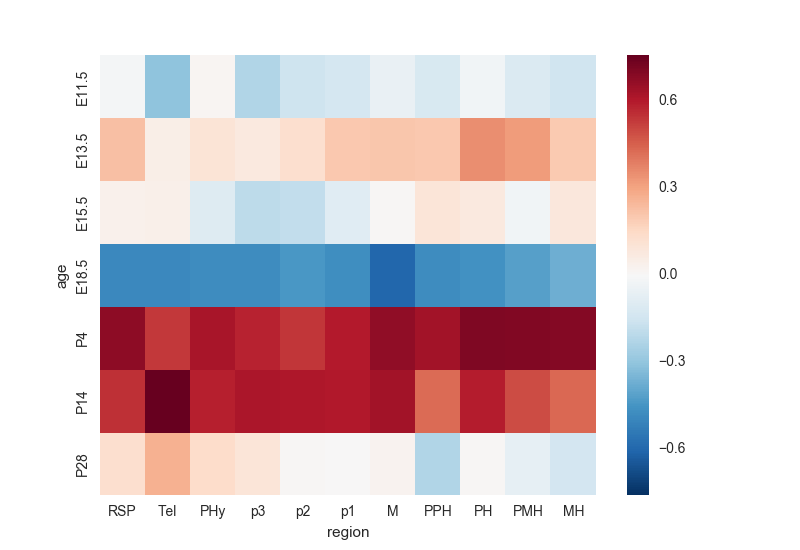 E11.5
E13.5
E15.5
E18.5
P4
P14
P28
age
RSP Tel PHy p3 p2 p1 M PPH PH PMH MH
region
0.6
0.3
0.0
−0.3
−0.6